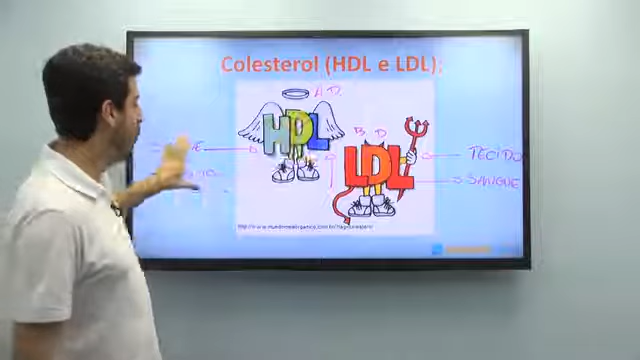 Colesterol (HDL e LDL);
A.D.
HDL
B D
LDL
TECIDO
SANGUE